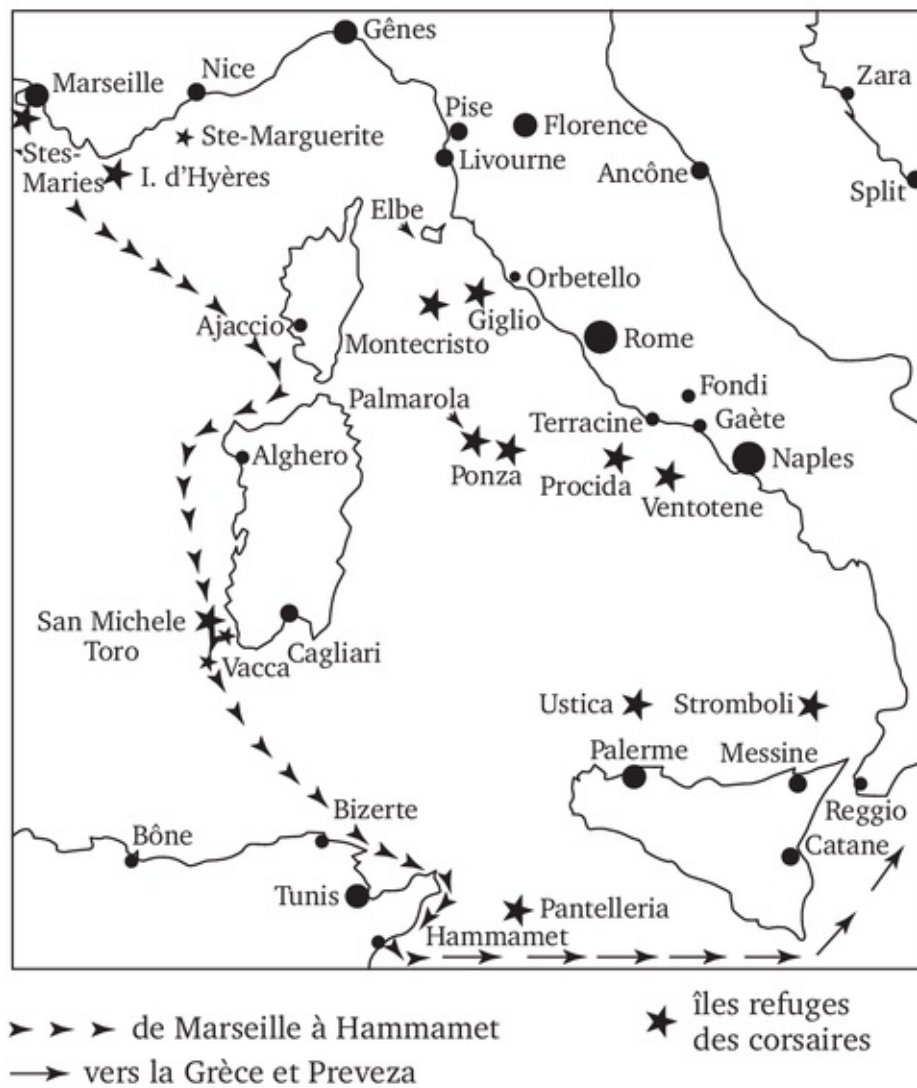 Gênes
Zara
Marseille
Nice
Pise
Florence
Ste-Marguerite
Livourne
Stes-
Maries
I. d'Hyères
Ancône
Split
Elbe
Orbetello
Giglio
Ajaccio
Montecristo
Rome
Fondi
Palmarola
Terracine
Gaète
Alghero
Ponza
Procida
Naples
Ventotene
San Michele
Toro
Vacca
Cagliari
Ustica
Stromboli
Palerme
Messine
Bizerte
Reggio
Bône
Catane
Tunis
Pantelleria
Hammamet
de Marseille à Hammamet
vers la Grèce et Preveza
îles refuges
des corsaires